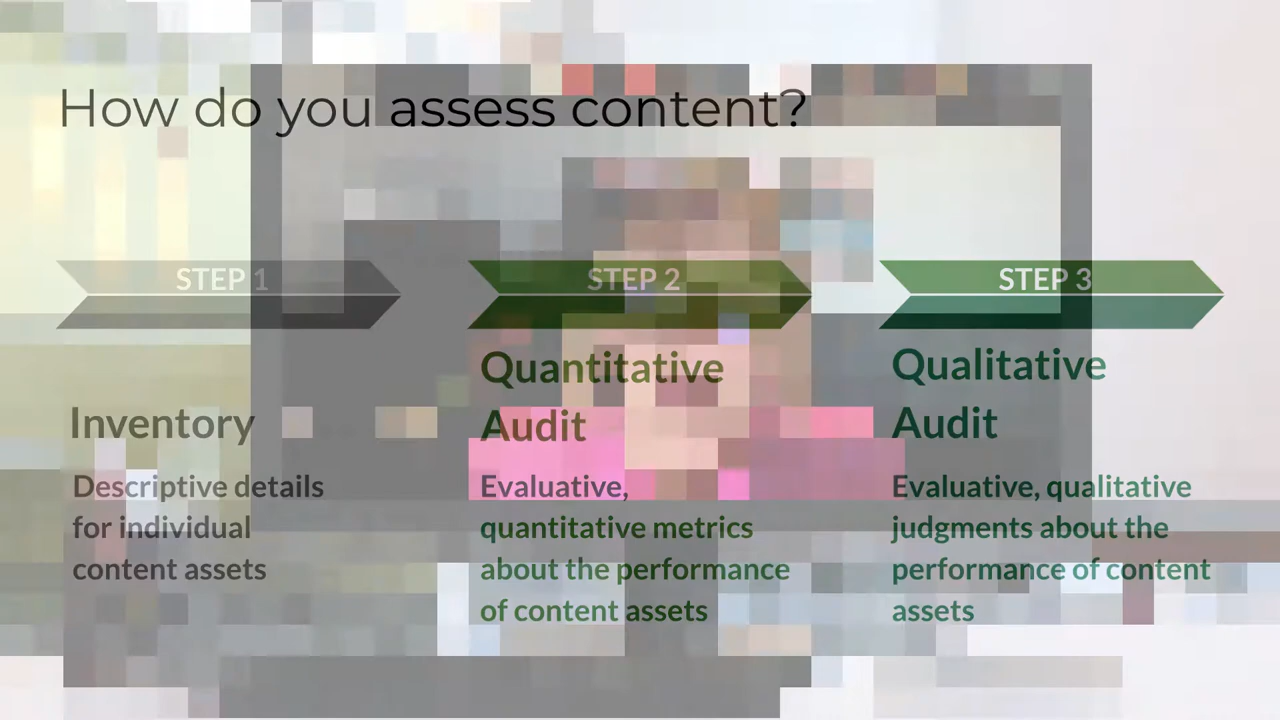 How do you assess content?
STEP 1
STEP 2
STEP 3
Inventory
Descriptive details
for individual
content assets
Quantitative
Audit
Evaluative,
quantitative metrics
about the performance
of content assets
Qualitative
Audit
Evaluative, qualitative
judgments about the
performance of content
assets